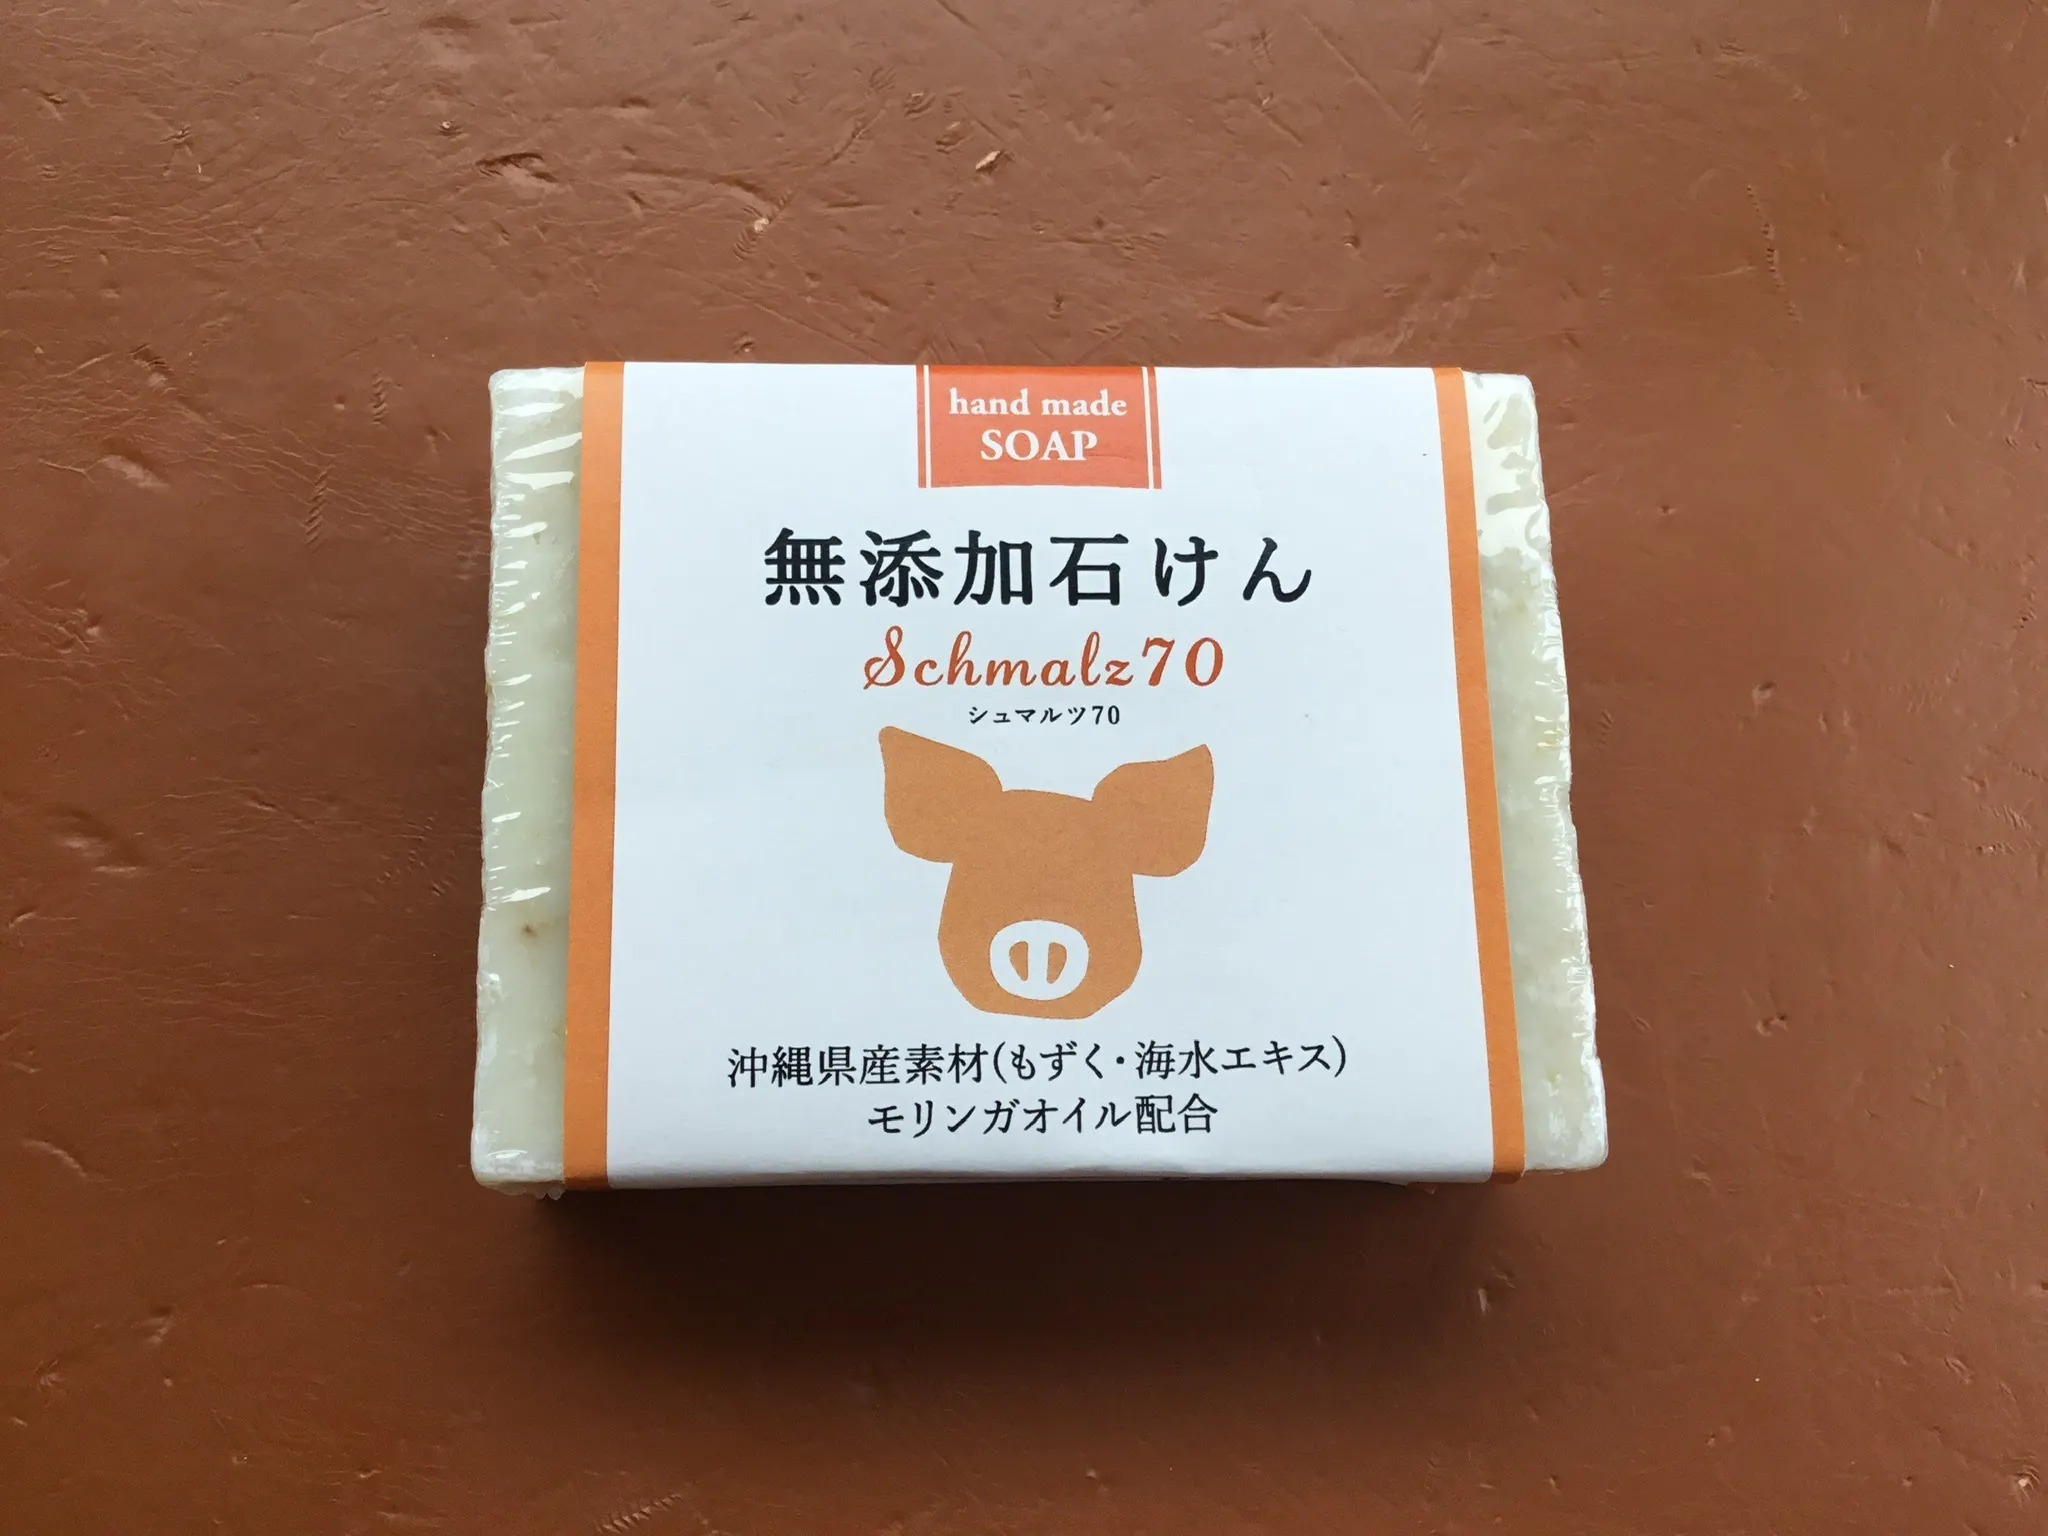 hand made
SOAP
無添加石けん
Schmalz70
シュマルツ70
沖縄県産素材(もずく・海水エキス)
モリンガオイル配合